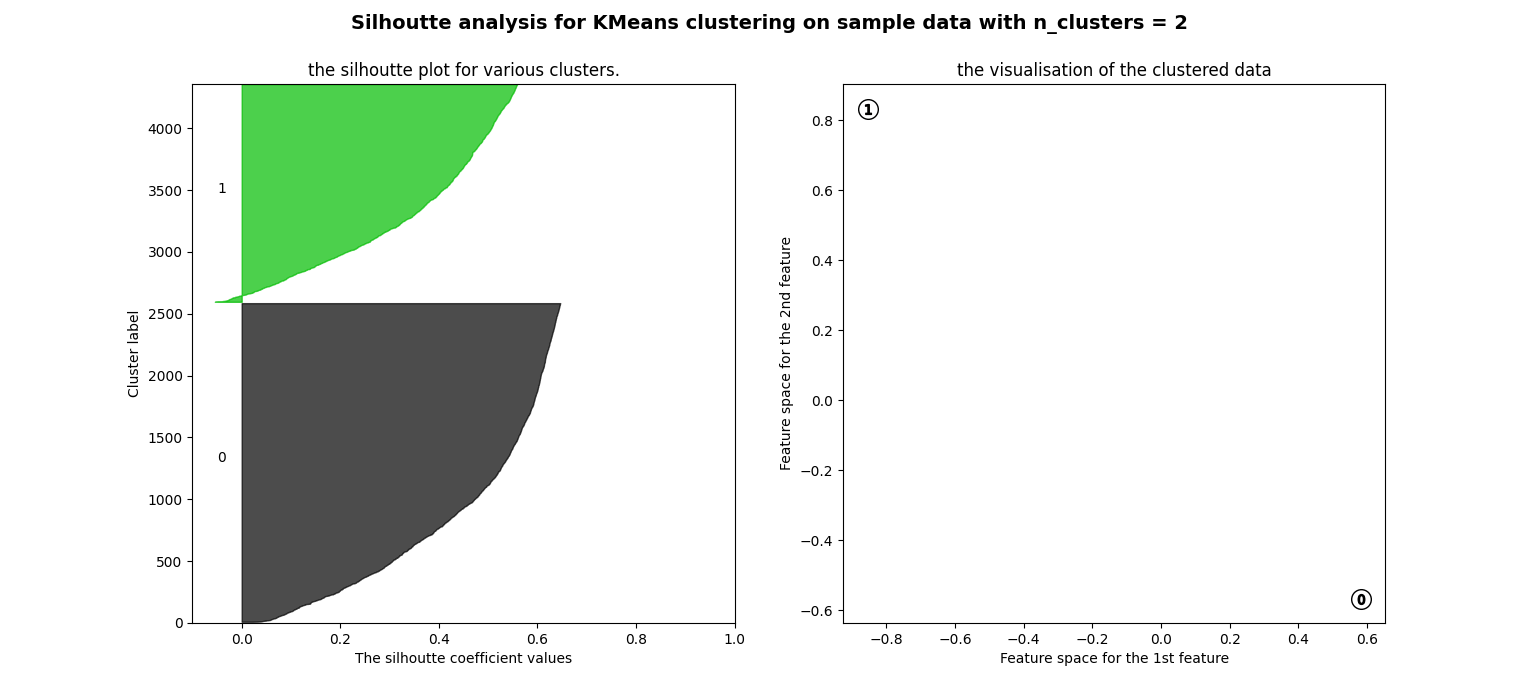 Silhoutte analysis for KMeans clustering on sample data with n_clusters = 2
the silhoutte plot for various clusters.
4000
3500
3000
2500
2000
1500
1000
500
0
Cluster label
1
0
0.0 0.2 0.4 0.6 0.8 1.0
The silhoutte coefficient values
the visualisation of the clustered data
0.8
0.6
0.4
0.2
0.0
−0.2
−0.4
−0.6
Feature space for the 2nd feature
1
0
−0.8 −0.6 −0.4 −0.2 0.0 0.2 0.4 0.6
Feature space for the 1st feature